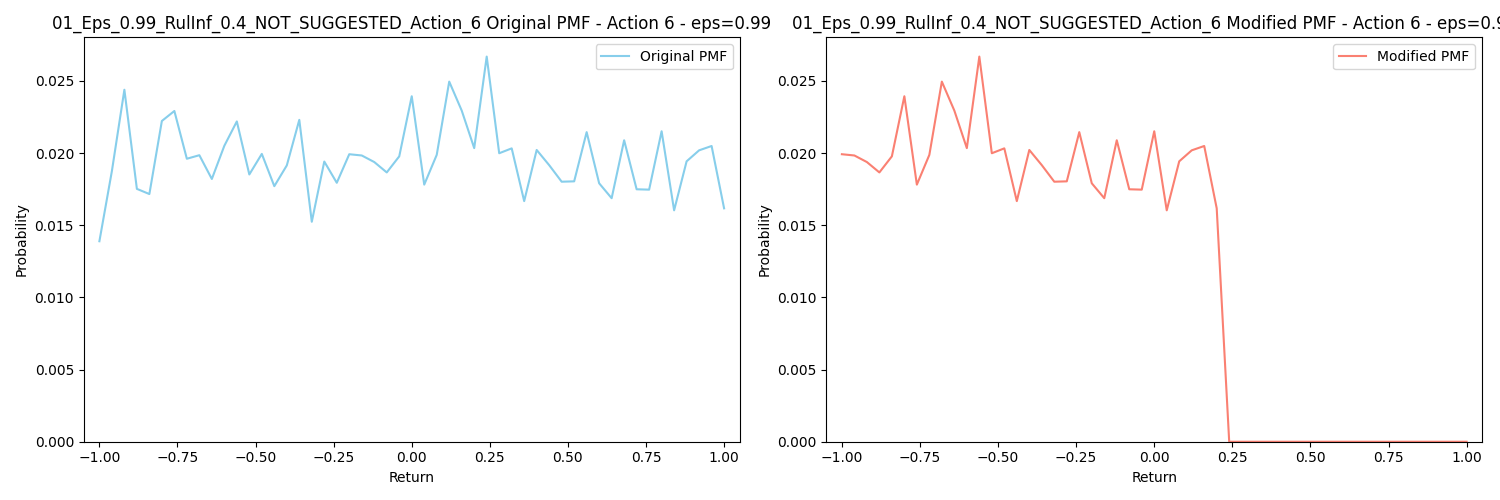 01_Eps_0.99_RulInf_0.4_NOT_SUGGESTED_Action_6 Original PMF - Action 6 - eps=0.99
Original PMF
0.025
0.020
0.015
0.010
0.005
0.000
Probability
−1.00 −0.75 −0.50 −0.25 0.00 0.25 0.50 0.75 1.00
Return
01_Eps_0.99_RulInf_0.4_NOT_SUGGESTED_Action_6 Modified PMF - Action 6 - eps=0.9
Modified PMF
0.025
0.020
0.015
0.010
0.005
0.000
Probability
−1.00 −0.75 −0.50 −0.25 0.00 0.25 0.50 0.75 1.00
Return